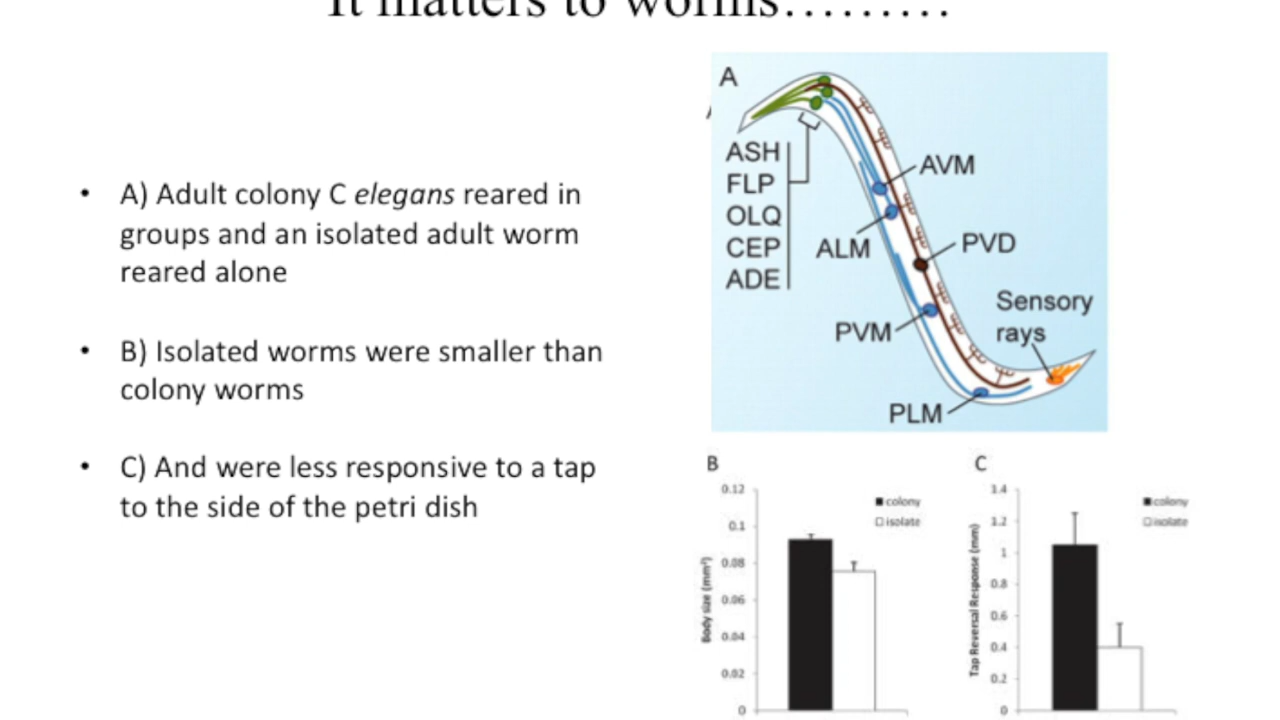 It matters to worms.........
• A) Adult colony C elegans reared in
groups and an isolated adult worm
reared alone
• B) Isolated worms were smaller than
colony worms
• C) And were less responsive to a tap
to the side of the petri dish
A
ASH
FLP
OLQ
CEP
ADE
AVM
ALM
PVD
PVM
Sensory
rays
PLM
B
0.12
0.1
0.08
0.06
0.04
0.02
0
Body size (mm²)
colony
isolate
C
1.4
1.2
1
0.8
0.6
0.4
0.2
0
Tap Reversal Response (mm)
colony
isolate